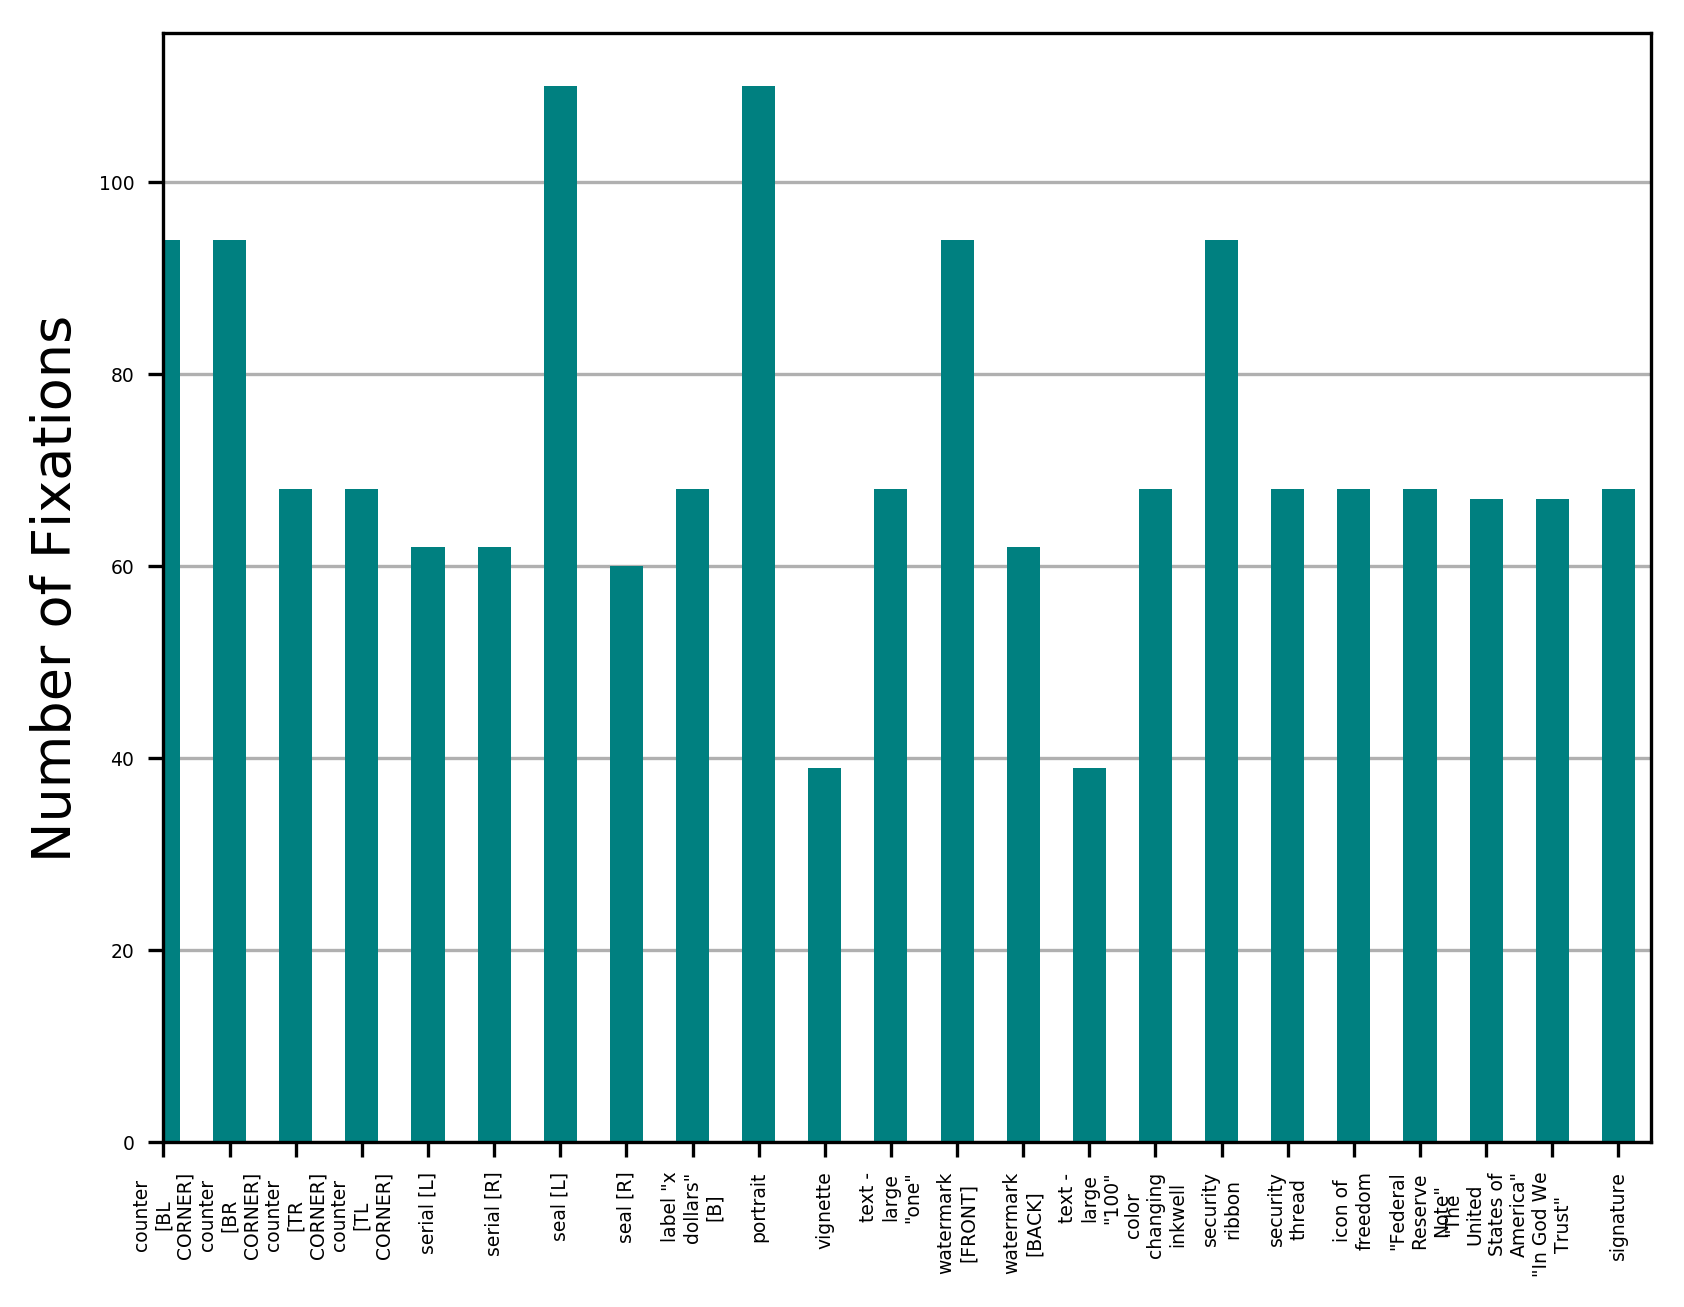 Number of Fixations
100
80
60
40
20
0
counter
[BL
CORNER]
counter
[BR
CORNER]
counter
[TR
CORNER]
counter
[TL
CORNER]
serial [L]
serial [R]
seal [L]
seal [R]
label "x
dollars"
[B]
portrait
vignette
text -
large
"one"
watermark
[FRONT]
watermark
[BACK]
text -
large
"100"
color
changing
inkwell
security
ribbon
security
thread
icon of
freedom
"Federal
Reserve
Note"
"The
United
States of
America"
"In God We
Trust"
signature